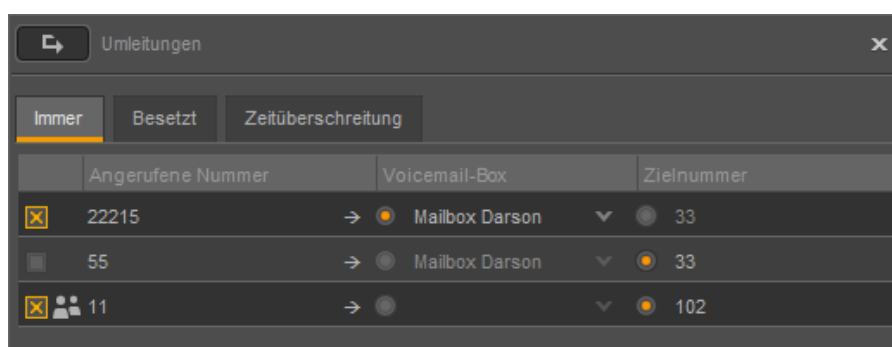 Umleitungen
Immer Besetzt Zeitüberschreitung
Angerufene Nummer Voicemail-Box Zielnummer
22215 → Mailbox Darson 33
55 → Mailbox Darson 33
11 → 102